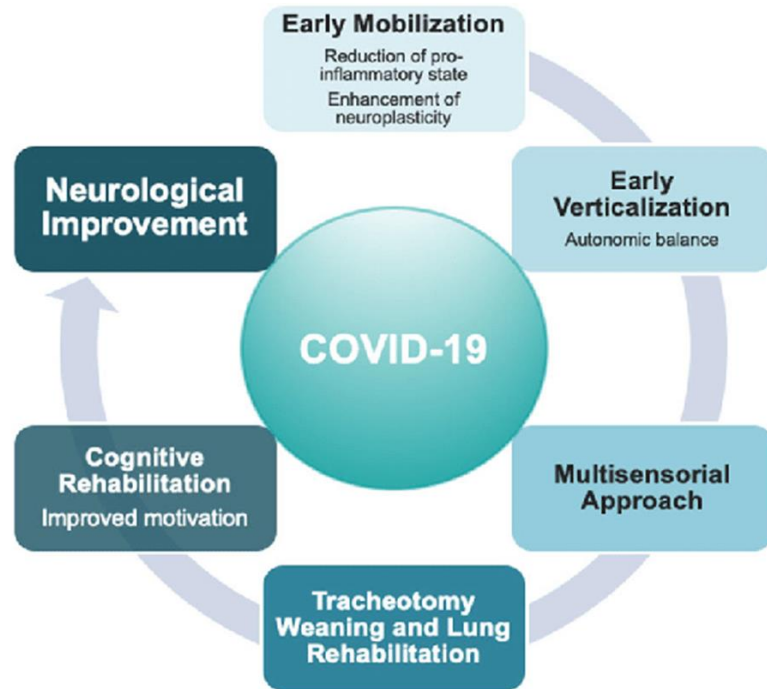 Early Mobilization
Reduction of pro-
inflammatory state
Enhancement of
neuroplasticity
Early
Verticalization
Autonomic balance
Multisensorial
Approach
Tracheotomy
Weaning and Lung
Rehabilitation
Cognitive
Rehabilitation
Improved motivation
Neurological
Improvement
COVID-19